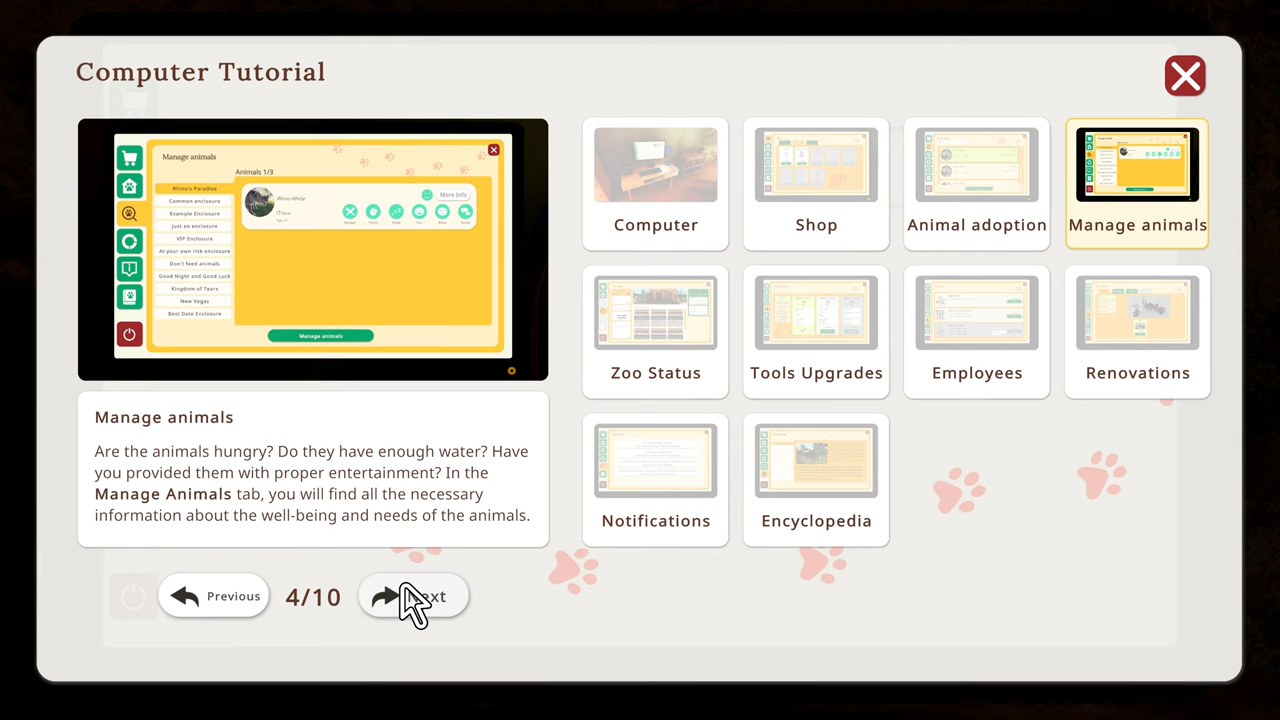 Computer Tutorial
Manage animals
Animals 1/3
Rhino's Paradise
Common enclosure
Example Enclosure
Just an enclosure
VIP Enclosure
At your own risk enclosure
Don't feed animals
Good Night and Good Luck
Kingdom of Tears
New Vegas
Best Date Enclosure
More Info
Manage animals
Manage animals
Are the animals hungry? Do they have enough water? Have
you provided them with proper entertainment? In the
Manage Animals tab, you will find all the necessary
information about the well-being and needs of the animals.
Previous
4/10
Next
Computer
Shop
Animal adoption
Manage animals
Zoo Status
Tools Upgrades
Employees
Renovations
Notifications
Encyclopedia